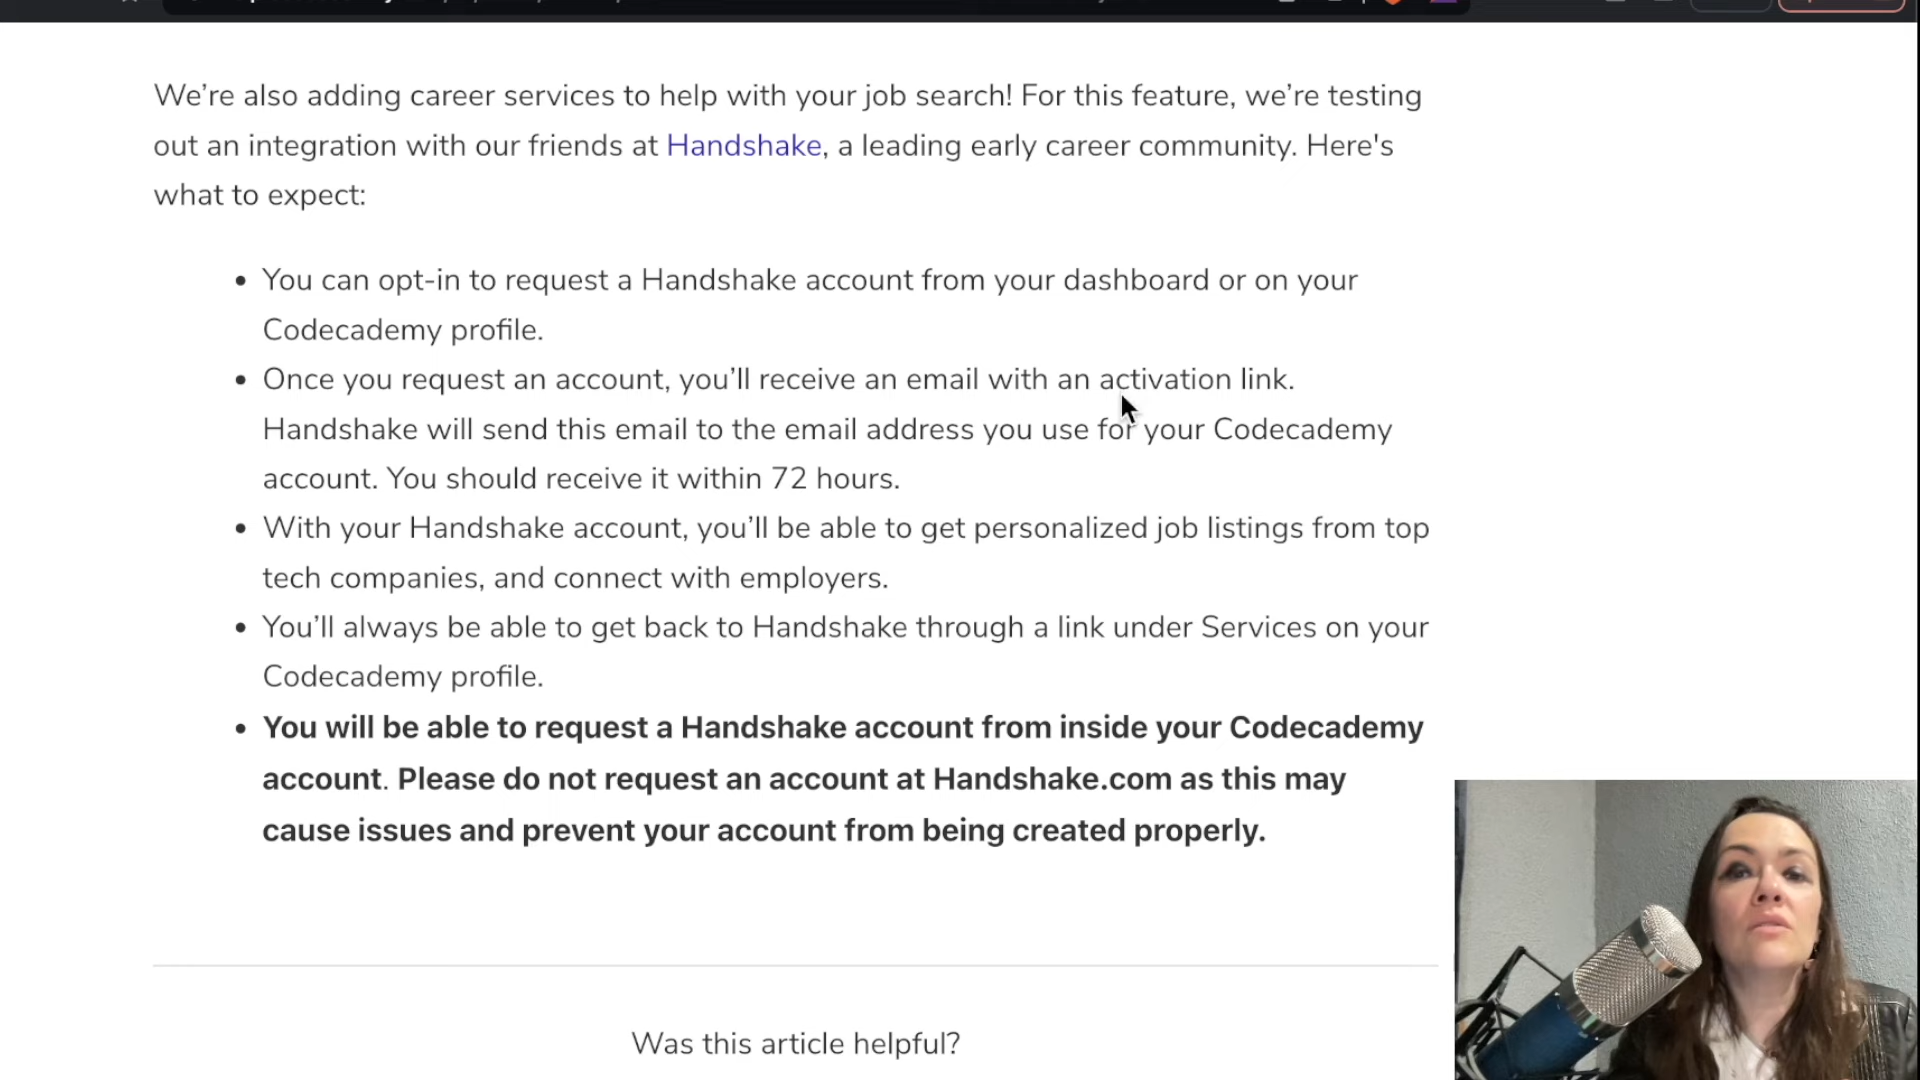 We’re also adding career services to help with your job search! For this feature, we’re testing
out an integration with our friends at Handshake, a leading early career community. Here's
what to expect:
• You can opt-in to request a Handshake account from your dashboard or on your
Codecademy profile.
• Once you request an account, you’ll receive an email with an activation link.
Handshake will send this email to the email address you use for your Codecademy
account. You should receive it within 72 hours.
• With your Handshake account, you’ll be able to get personalized job listings from top
tech companies, and connect with employers.
• You’ll always be able to get back to Handshake through a link under Services on your
Codecademy profile.
• You will be able to request a Handshake account from inside your Codecademy
account. Please do not request an account at Handshake.com as this may
cause issues and prevent your account from being created properly.
Was this article helpful?